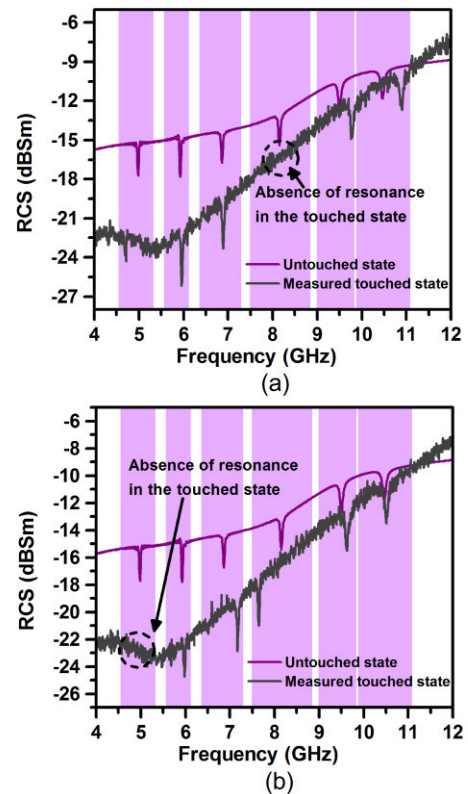 -6
-9
-12
-15
-18
-21
-24
-27
RCS (dBSm)
Absence of resonance
in the touched state
Untouched state
Measured touched state
4 5 6 7 8 9 10 11 12
Frequency (GHz)
(a)
-6
-8
-10
-12
-14
-16
-18
-20
-22
-24
-26
RCS (dBSm)
Absence of resonance
in the touched state
Untouched state
Measured touched state
4 5 6 7 8 9 10 11 12
Frequency (GHz)
(b)